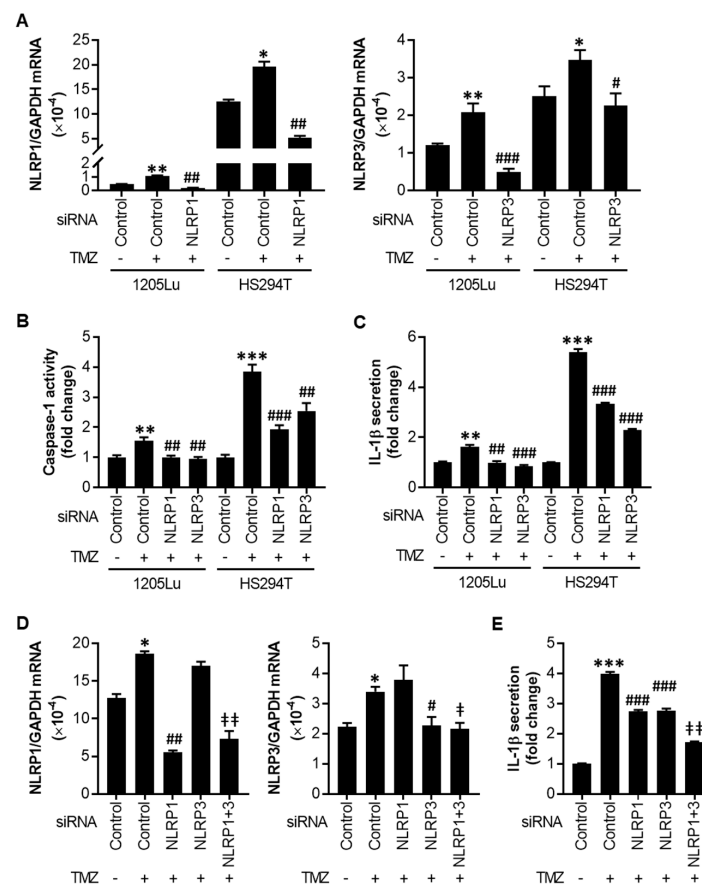 A
NLRP1/GAPDH mRNA
(×10⁻⁴)
25
20
15
10
5
2
1
0
** ## * ##
siRNA Control Control NLRP1 Control Control NLRP1
TMZ - + + - + +
1205Lu HS294T
NLRP3/GAPDH mRNA
(×10⁻⁴)
4
3
2
1
0
** ### * #
siRNA Control Control NLRP3 Control Control NLRP3
TMZ - + + - + +
1205Lu HS294T
B
Caspase-1 activity
(fold change)
5
4
3
2
1
0
** ## ## *** ### ##
siRNA Control Control NLRP1 NLRP3 Control Control NLRP1 NLRP3
TMZ - + + + - + + +
1205Lu HS294T
C
IL-1β secretion
(fold change)
6
4
2
0
** ## ### *** ### ###
siRNA Control Control NLRP1 NLRP3 Control Control NLRP1 NLRP3
TMZ - + + + - + + +
1205Lu HS294T
D
NLRP1/GAPDH mRNA
(×10⁻⁴)
20
15
10
5
0
* ## ‡‡
siRNA Control Control NLRP1 NLRP3 NLRP1+3
TMZ - + + + +
NLRP3/GAPDH mRNA
(×10⁻⁴)
5
4
3
2
1
0
* # ‡
siRNA Control Control NLRP1 NLRP3 NLRP1+3
TMZ - + + + +
E
IL-1β secretion
(fold change)
5
4
3
2
1
0
*** ### ### ‡‡
siRNA Control Control NLRP1 NLRP3 NLRP1+3
TMZ - + + + +